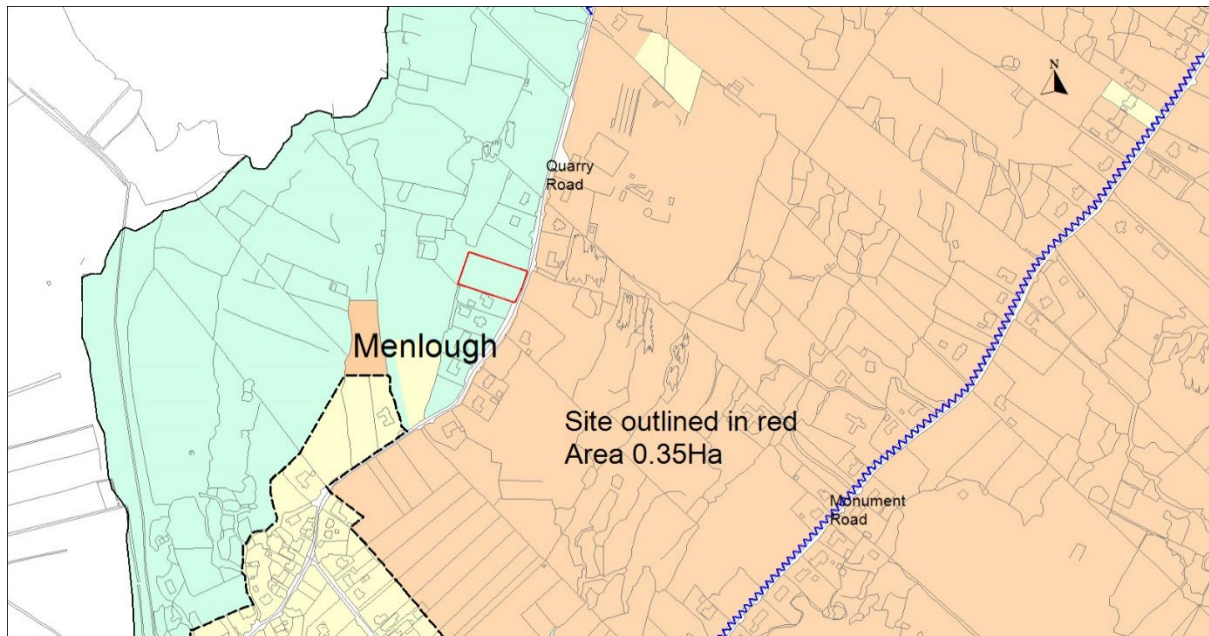 N
Quarry
Road
Menlough
Site outlined in red
Area 0.35Ha
Monument
Road